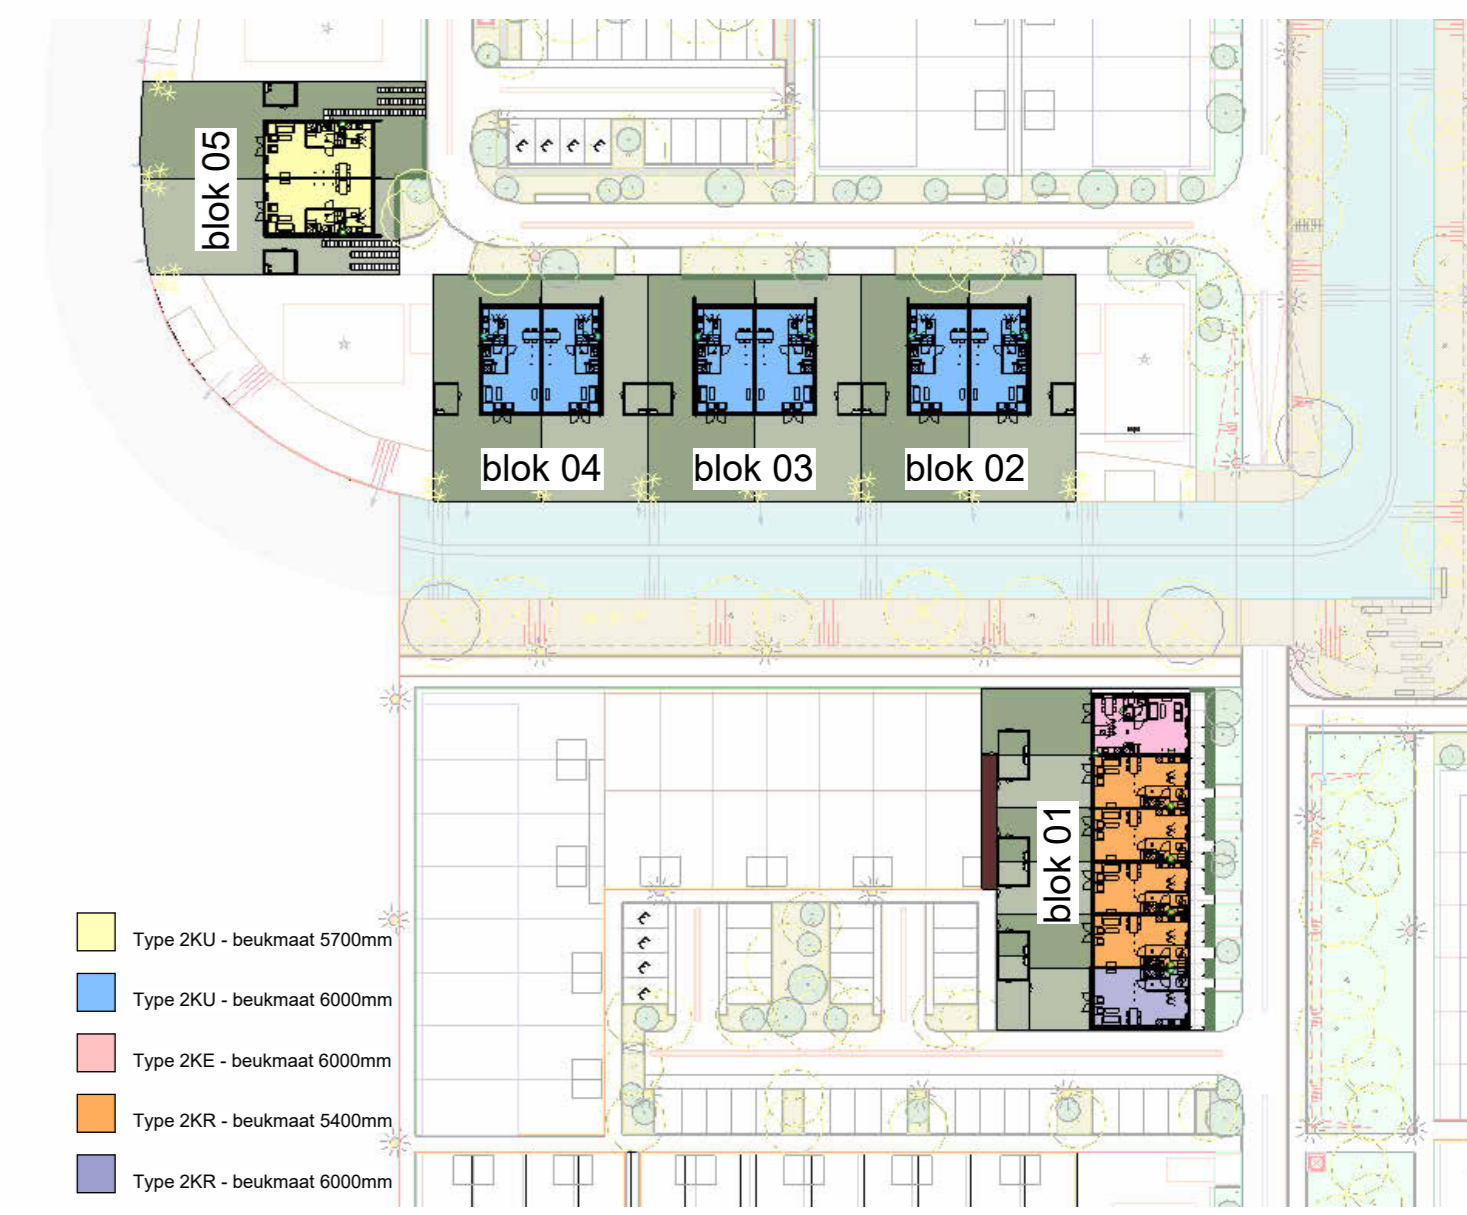 blok 05
blok 04
blok 03
blok 02
blok 01
Type 2KU - beukmaat 5700mm
Type 2KU - beukmaat 6000mm
Type 2KE - beukmaat 6000mm
Type 2KR - beukmaat 5400mm
Type 2KR - beukmaat 6000mm